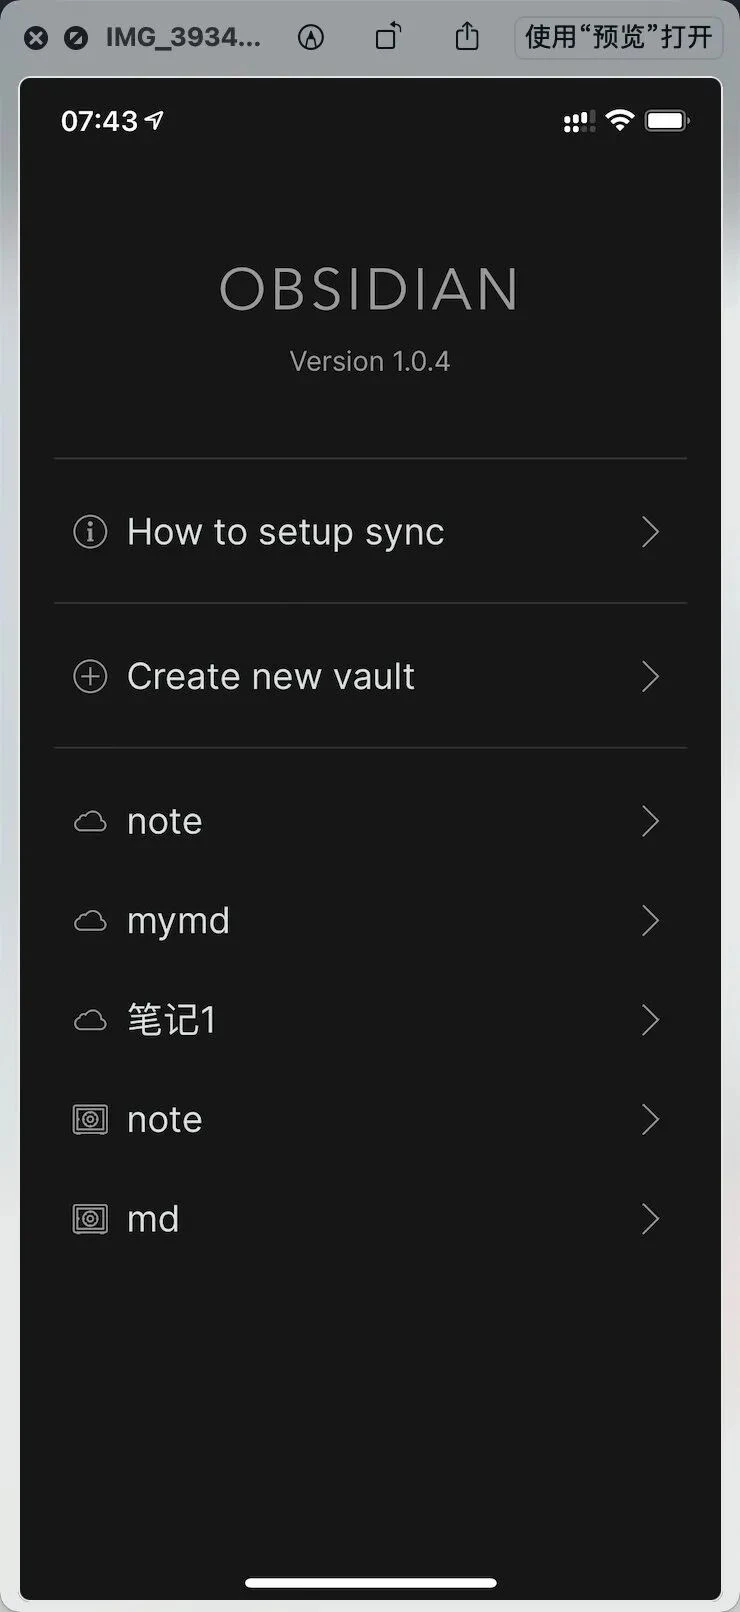 IMG_3934...
使用“预览”打开
07:43
OBSIDIAN
Version 1.0.4
How to setup sync
Create new vault
note
mymd
笔记1
note
md